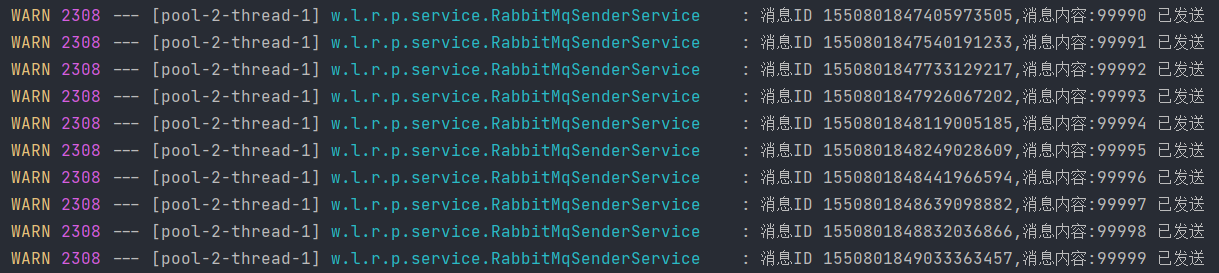 WARN 2308 --- [pool-2-thread-1] w.l.r.p.service.RabbitMqSenderService : 消息ID 1550801847405973505,消息内容:99990 已发送
WARN 2308 --- [pool-2-thread-1] w.l.r.p.service.RabbitMqSenderService : 消息ID 1550801847540191233,消息内容:99991 已发送
WARN 2308 --- [pool-2-thread-1] w.l.r.p.service.RabbitMqSenderService : 消息ID 1550801847733129217,消息内容:99992 已发送
WARN 2308 --- [pool-2-thread-1] w.l.r.p.service.RabbitMqSenderService : 消息ID 1550801847926067202,消息内容:99993 已发送
WARN 2308 --- [pool-2-thread-1] w.l.r.p.service.RabbitMqSenderService : 消息ID 1550801848119005185,消息内容:99994 已发送
WARN 2308 --- [pool-2-thread-1] w.l.r.p.service.RabbitMqSenderService : 消息ID 1550801848249028609,消息内容:99995 已发送
WARN 2308 --- [pool-2-thread-1] w.l.r.p.service.RabbitMqSenderService : 消息ID 1550801848441966594,消息内容:99996 已发送
WARN 2308 --- [pool-2-thread-1] w.l.r.p.service.RabbitMqSenderService : 消息ID 1550801848639098882,消息内容:99997 已发送
WARN 2308 --- [pool-2-thread-1] w.l.r.p.service.RabbitMqSenderService : 消息ID 1550801848832036866,消息内容:99998 已发送
WARN 2308 --- [pool-2-thread-1] w.l.r.p.service.RabbitMqSenderService : 消息ID 1550801849033363457,消息内容:99999 已发送